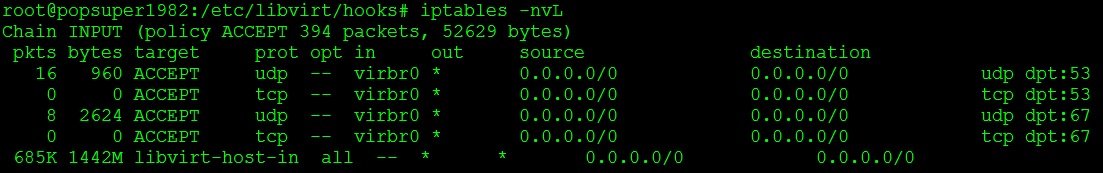 root@popsuper1982:/etc/libvirt/hooks# iptables -nvL
Chain INPUT (policy ACCEPT 394 packets, 52629 bytes)
 pkts bytes target     prot opt in     out     source               destination
   16   960 ACCEPT     udp  --  virbr0 *       0.0.0.0/0            0.0.0.0/0            udp dpt:53
    0     0 ACCEPT     tcp  --  virbr0 *       0.0.0.0/0            0.0.0.0/0            tcp dpt:53
    8  2624 ACCEPT     udp  --  virbr0 *       0.0.0.0/0            0.0.0.0/0            udp dpt:67
    0     0 ACCEPT     tcp  --  virbr0 *       0.0.0.0/0            0.0.0.0/0            tcp dpt:67
 685K 1442M libvirt-host-in  all  --  *      *       0.0.0.0/0            0.0.0.0/0